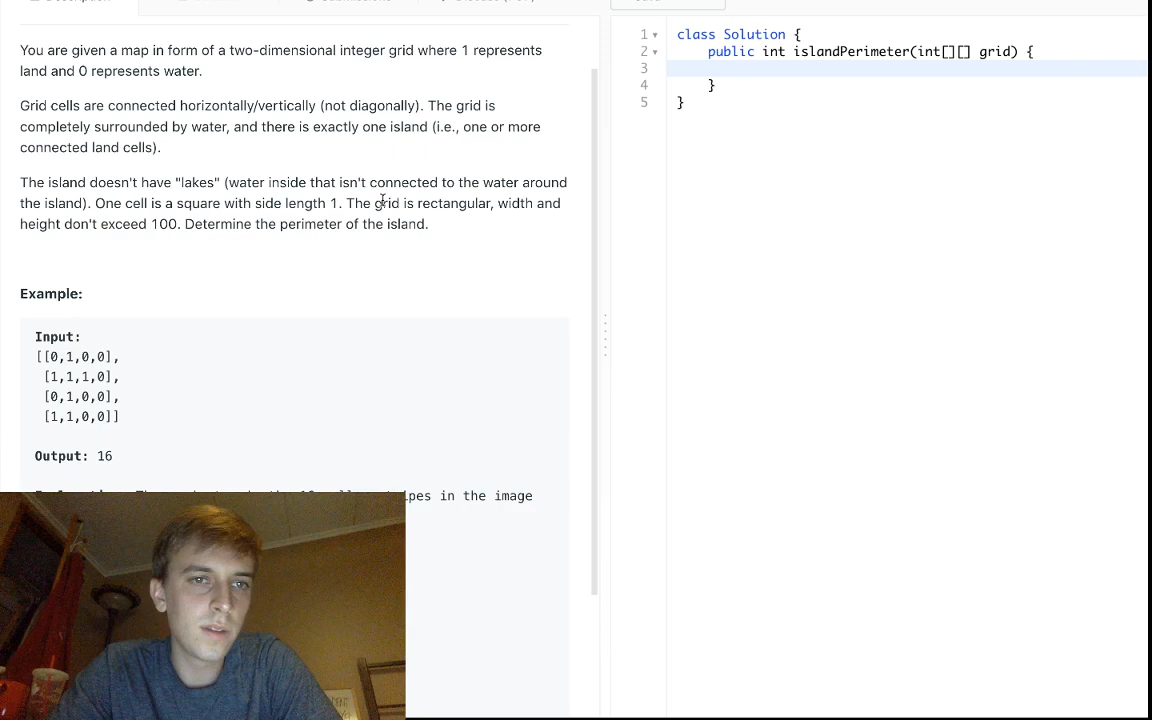 You are given a map in form of a two-dimensional integer grid where 1 represents
land and 0 represents water.
Grid cells are connected horizontally/vertically (not diagonally). The grid is
completely surrounded by water, and there is exactly one island (i.e., one or more
connected land cells).
The island doesn't have "lakes" (water inside that isn't connected to the water around
the island). One cell is a square with side length 1. The grid is rectangular, width and
height don't exceed 100. Determine the perimeter of the island.
Example:
Input:
[[0,1,0,0],
[1,1,1,0],
[0,1,0,0],
[1,1,0,0]]
Output: 16
in the image
1 class Solution {
2 public int islandPerimeter(int[][] grid) {
3
4 }
5 }